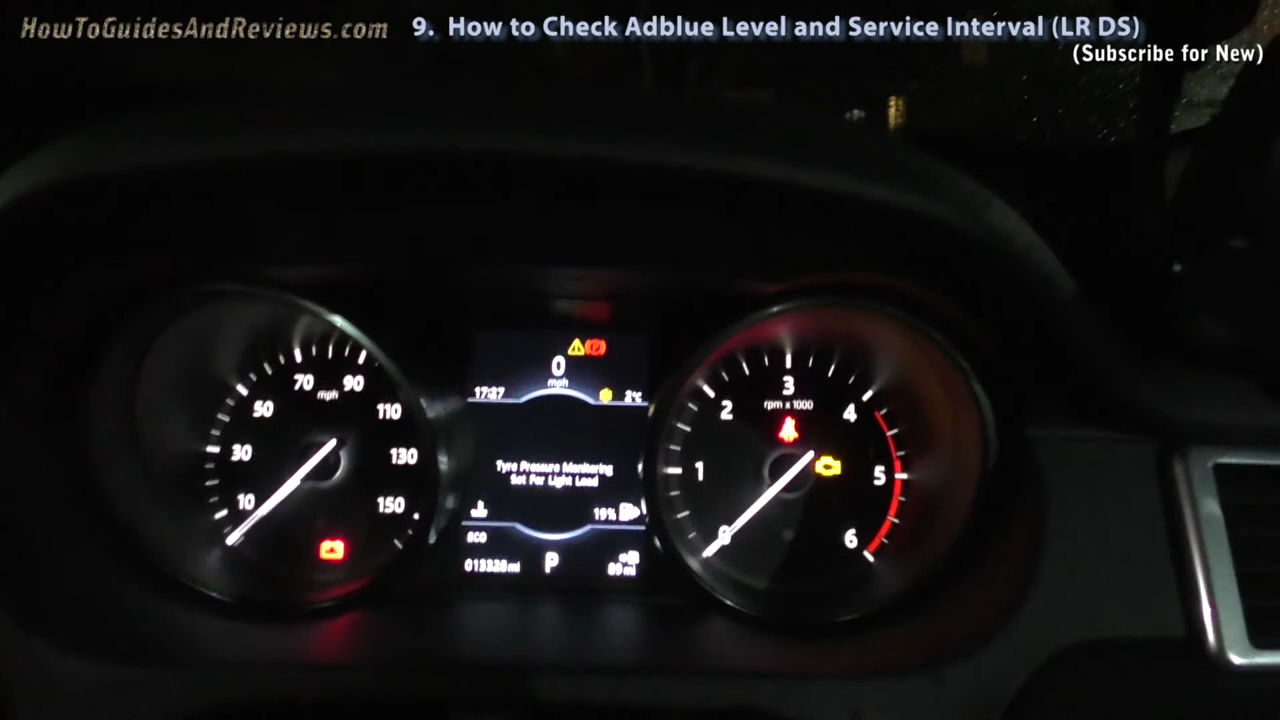 HowToGuidesAndReviews.com
9. How to Check Adblue Level and Service Interval (LR DS)
(Subscribe for New)
0
mph
17:37
2°C
Tyre Pressure Monitoring
Set For Light Load
19%
eco
P
89mi
10
30
50
70
90
110
130
150
mph
0
1
2
3
4
5
6
rpm x 1000